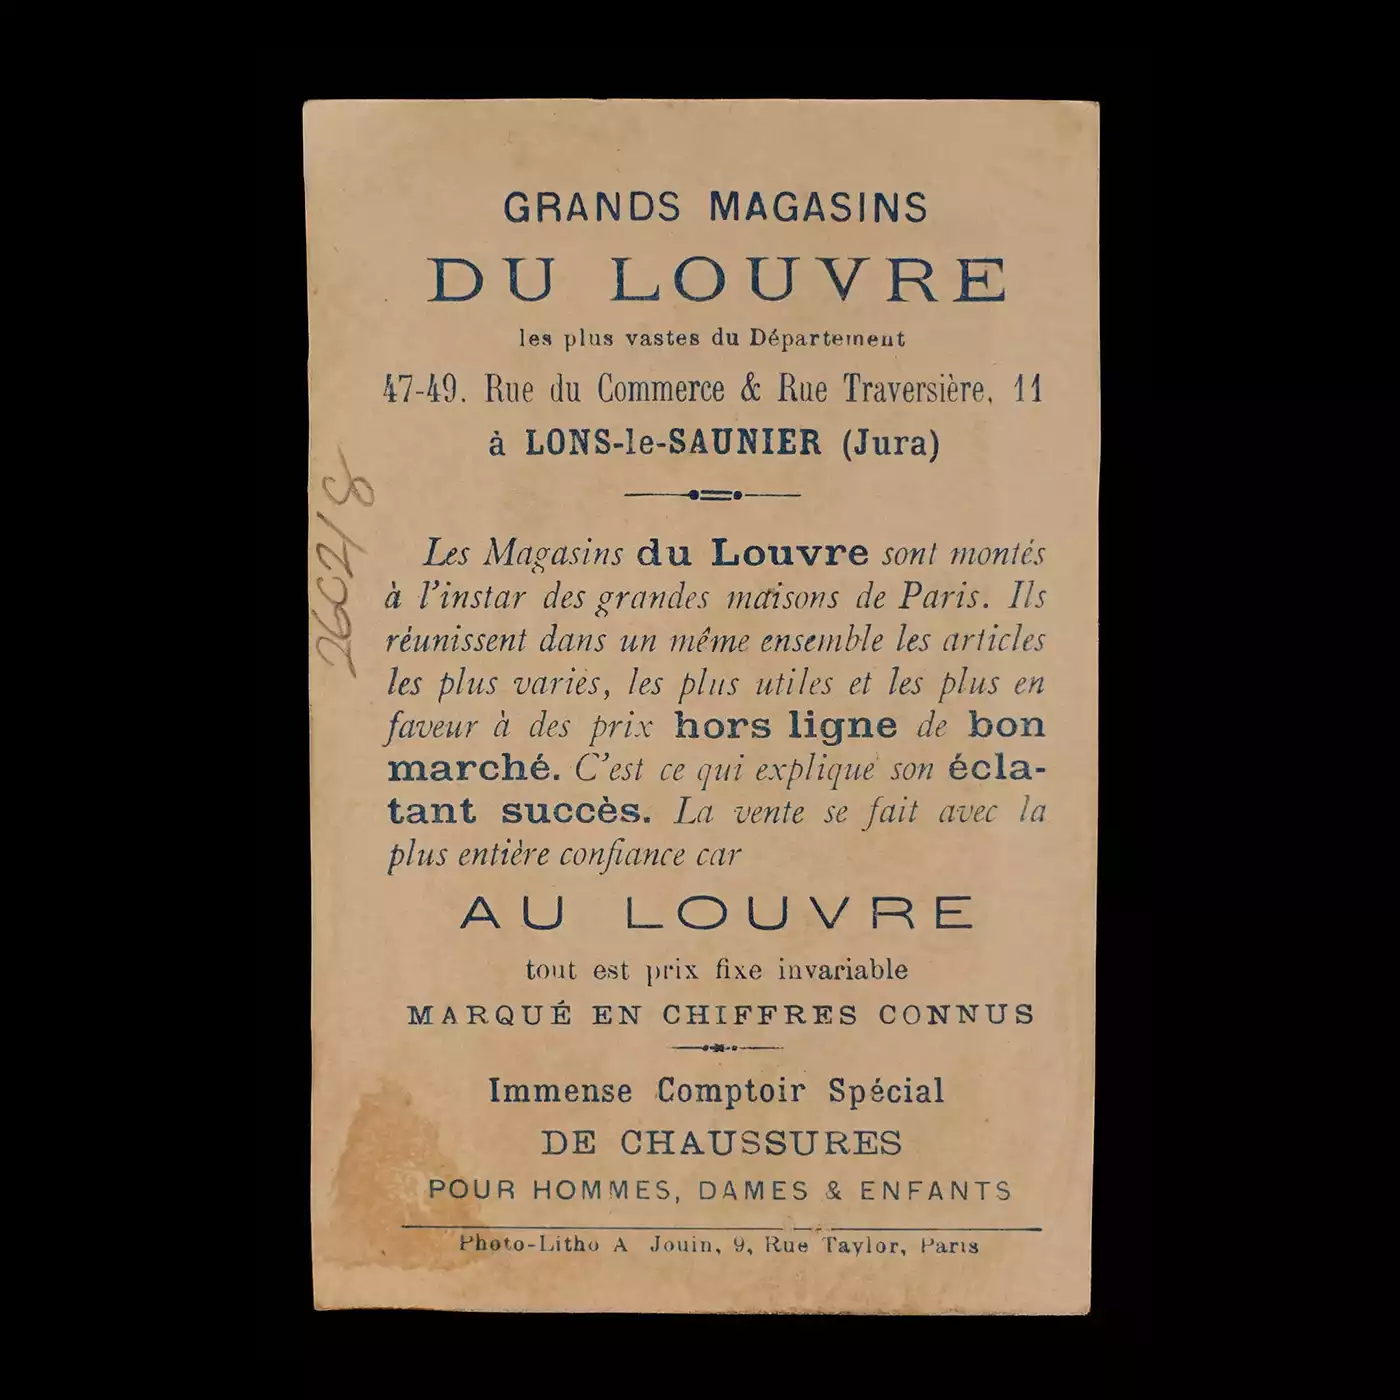 GRANDS MAGASINS
DU LOUVRE
les plus vastes du Département
47-49. Rue du Commerce & Rue Traversière, 11
à LONS-le-SAUNIER (Jura)
Les Magasins du Louvre sont montés
à l'instar des grandes maisons de Paris. Ils
réunissent dans un même ensemble les articles
les plus variés, les plus utiles et les plus en
faveur à des prix hors ligne de bon
marché. C'est ce qui explique son écla-
tant succès. La vente se fait avec la
plus entière confiance car
AU LOUVRE
tout est prix fixe invariable
MARQUÉ EN CHIFFRES CONNUS
Immense Comptoir Spécial
DE CHAUSSURES
POUR HOMMES, DAMES & ENFANTS
Photo-Litho A Jouin, 9, Rue Taylor, Paris
260218